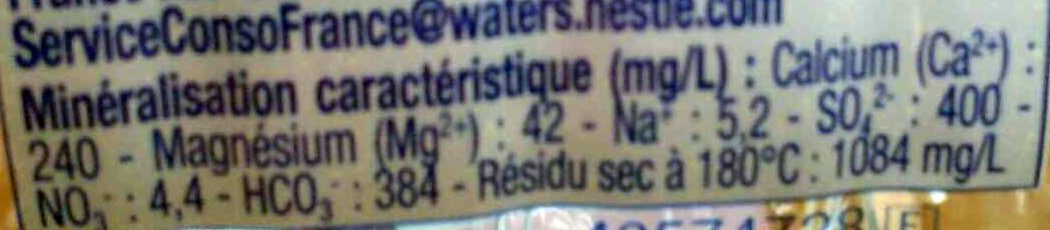 ServiceConsoFrance@waters.nestle.com
Minéralisation caractéristique (mg/L) : Calcium (Ca²⁺) :
240 - Magnésium (Mg²⁺) : 42 - Na⁺ : 5,2 - SO₄²⁻ : 400 -
NO₃⁻ : 4,4 - HCO₃⁻ : 384 - Résidu sec à 180°C : 1084 mg/L